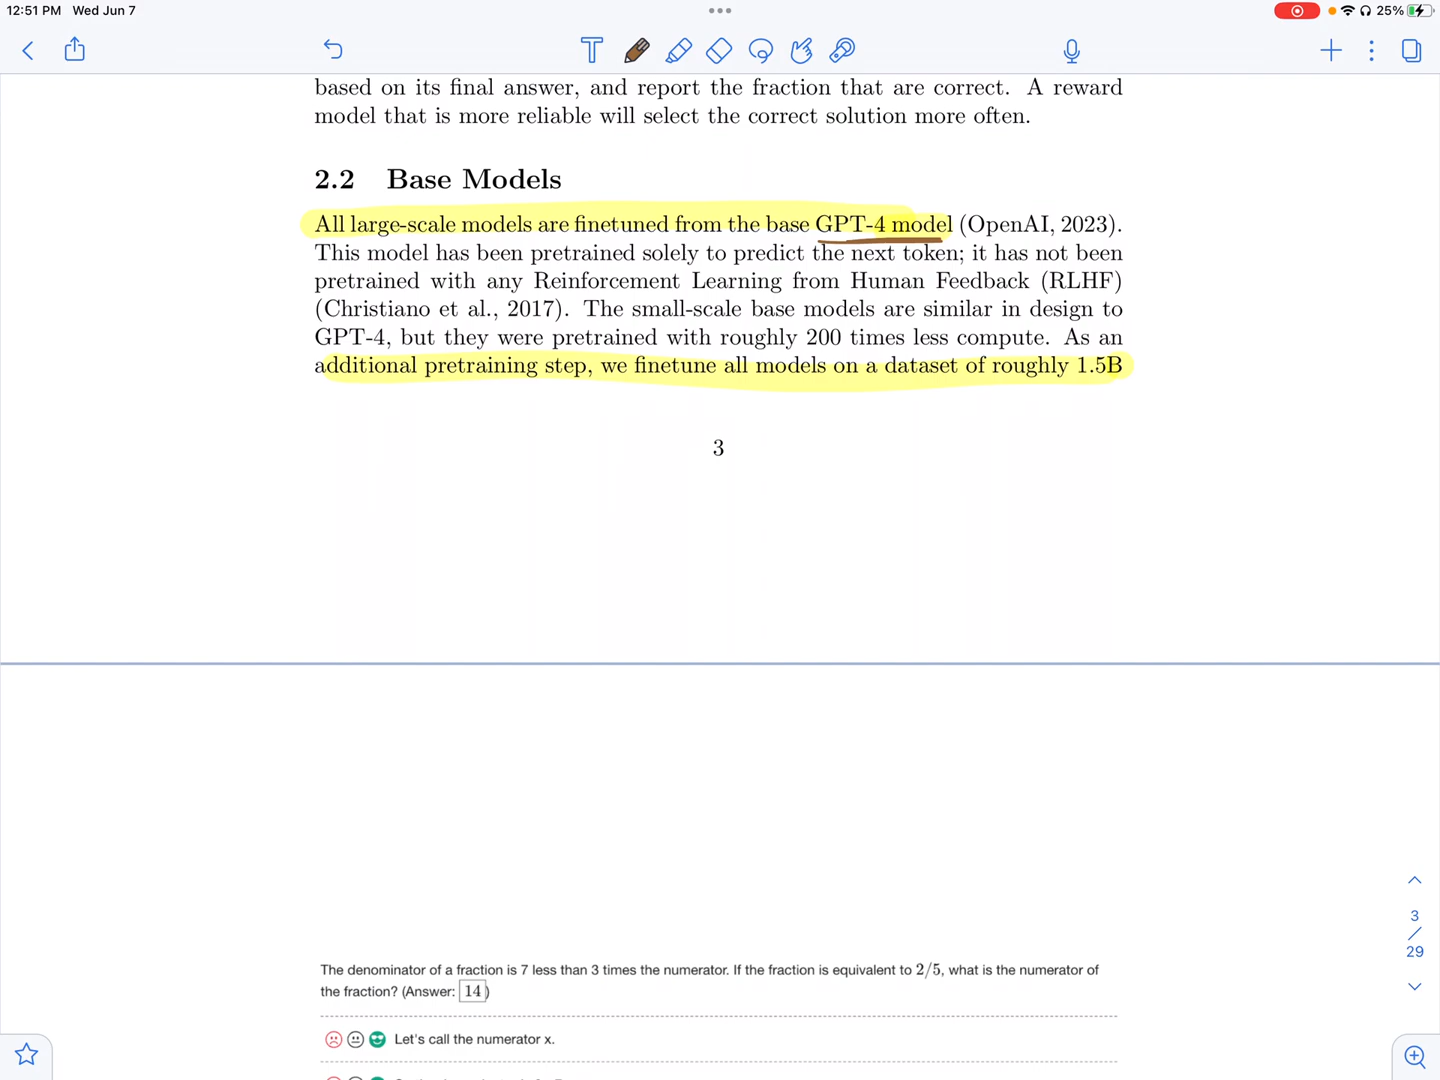 12:51 PM Wed Jun 7
25%
T
based on its final answer, and report the fraction that are correct. A reward
model that is more reliable will select the correct solution more often.
2.2 Base Models
All large-scale models are finetuned from the base GPT-4 model (OpenAI, 2023).
This model has been pretrained solely to predict the next token; it has not been
pretrained with any Reinforcement Learning from Human Feedback (RLHF)
(Christiano et al., 2017). The small-scale base models are similar in design to
GPT-4, but they were pretrained with roughly 200 times less compute. As an
additional pretraining step, we finetune all models on a dataset of roughly 1.5B
3
3
/
29
The denominator of a fraction is 7 less than 3 times the numerator. If the fraction is equivalent to 2/5, what is the numerator of
the fraction? (Answer: 14 )
Let's call the numerator x.